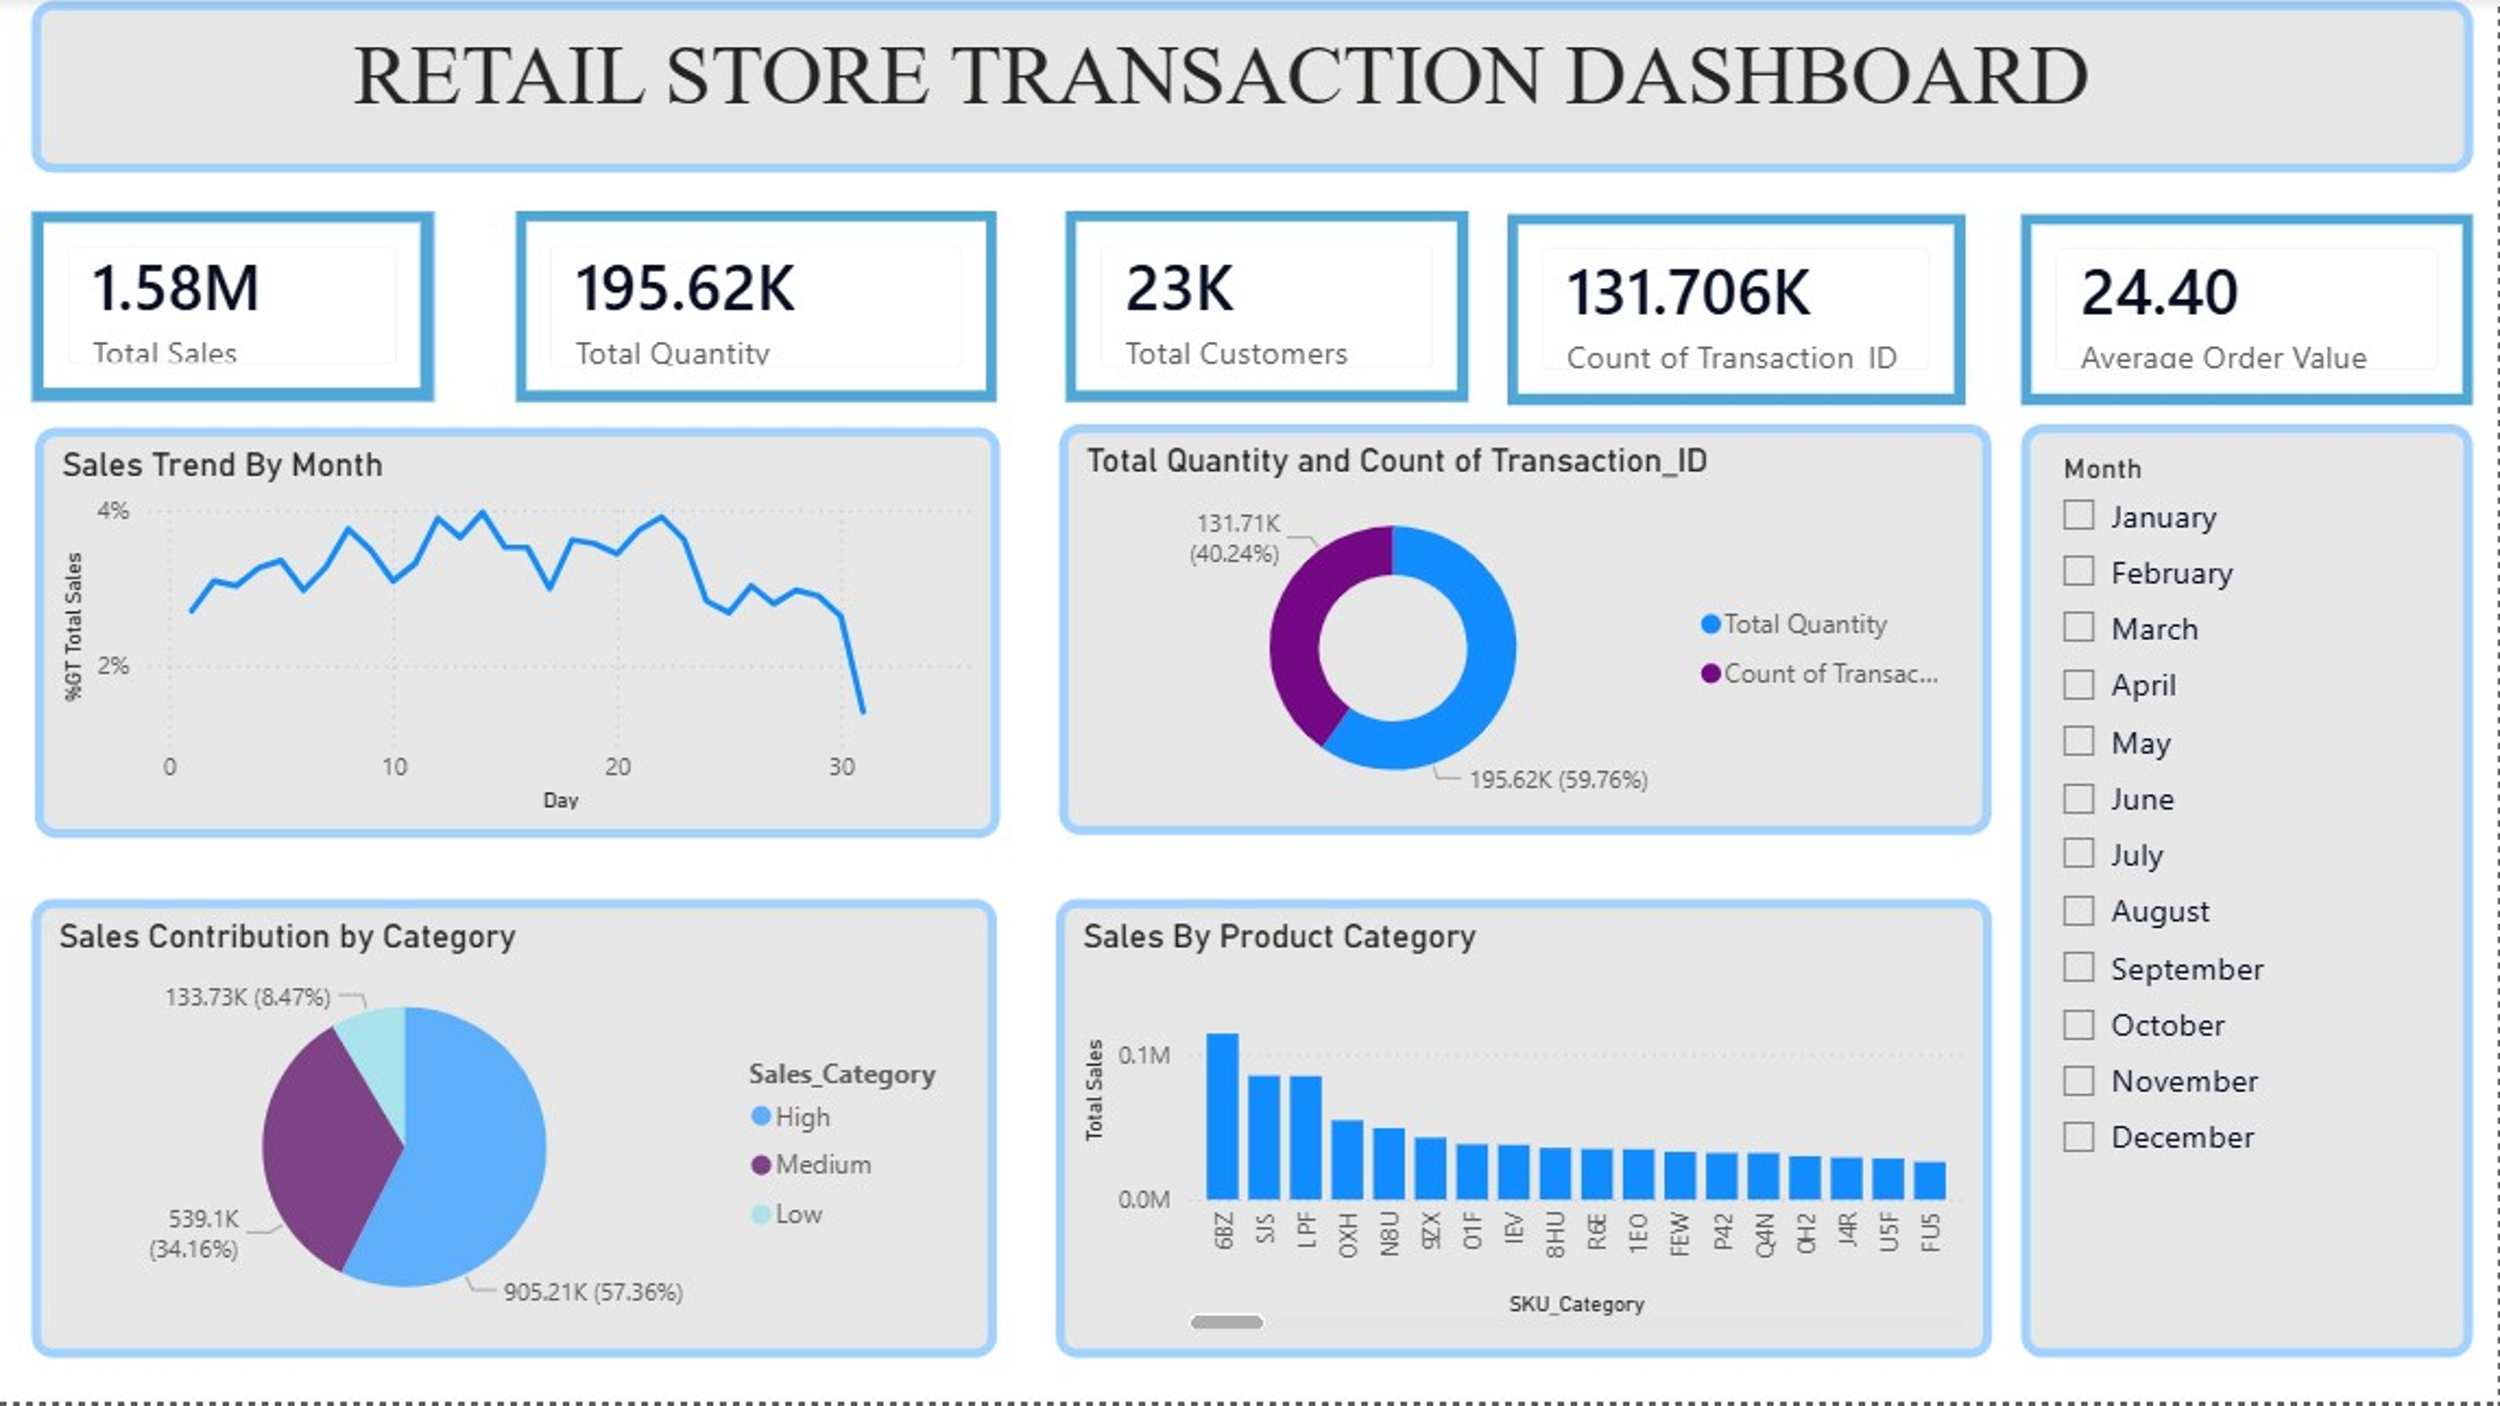 RETAIL STORE TRANSACTION DASHBOARD
1.58M
Total Sales
195.62K
Total Quantity
23K
Total Customers
131.706K
Count of Transaction_ID
24.40
Average Order Value
Sales Trend By Month
4%
2%
%GT Total Sales
0 10 20 30
Day
Total Quantity and Count of Transaction_ID
131.71K
(40.24%)
195.62K (59.76%)
Total Quantity
Count of Transac...
Month
January
February
March
April
May
June
July
August
September
October
November
December
Sales Contribution by Category
133.73K (8.47%)
539.1K
(34.16%)
905.21K (57.36%)
Sales_Category
High
Medium
Low
Sales By Product Category
Total Sales
0.1M
0.0M
6BZ SJS LPF OXH N8U 9ZX O1F IEV 8HU R6E 1EO FEW P42 Q4N 0H2 J4R U5F FU5
SKU_Category